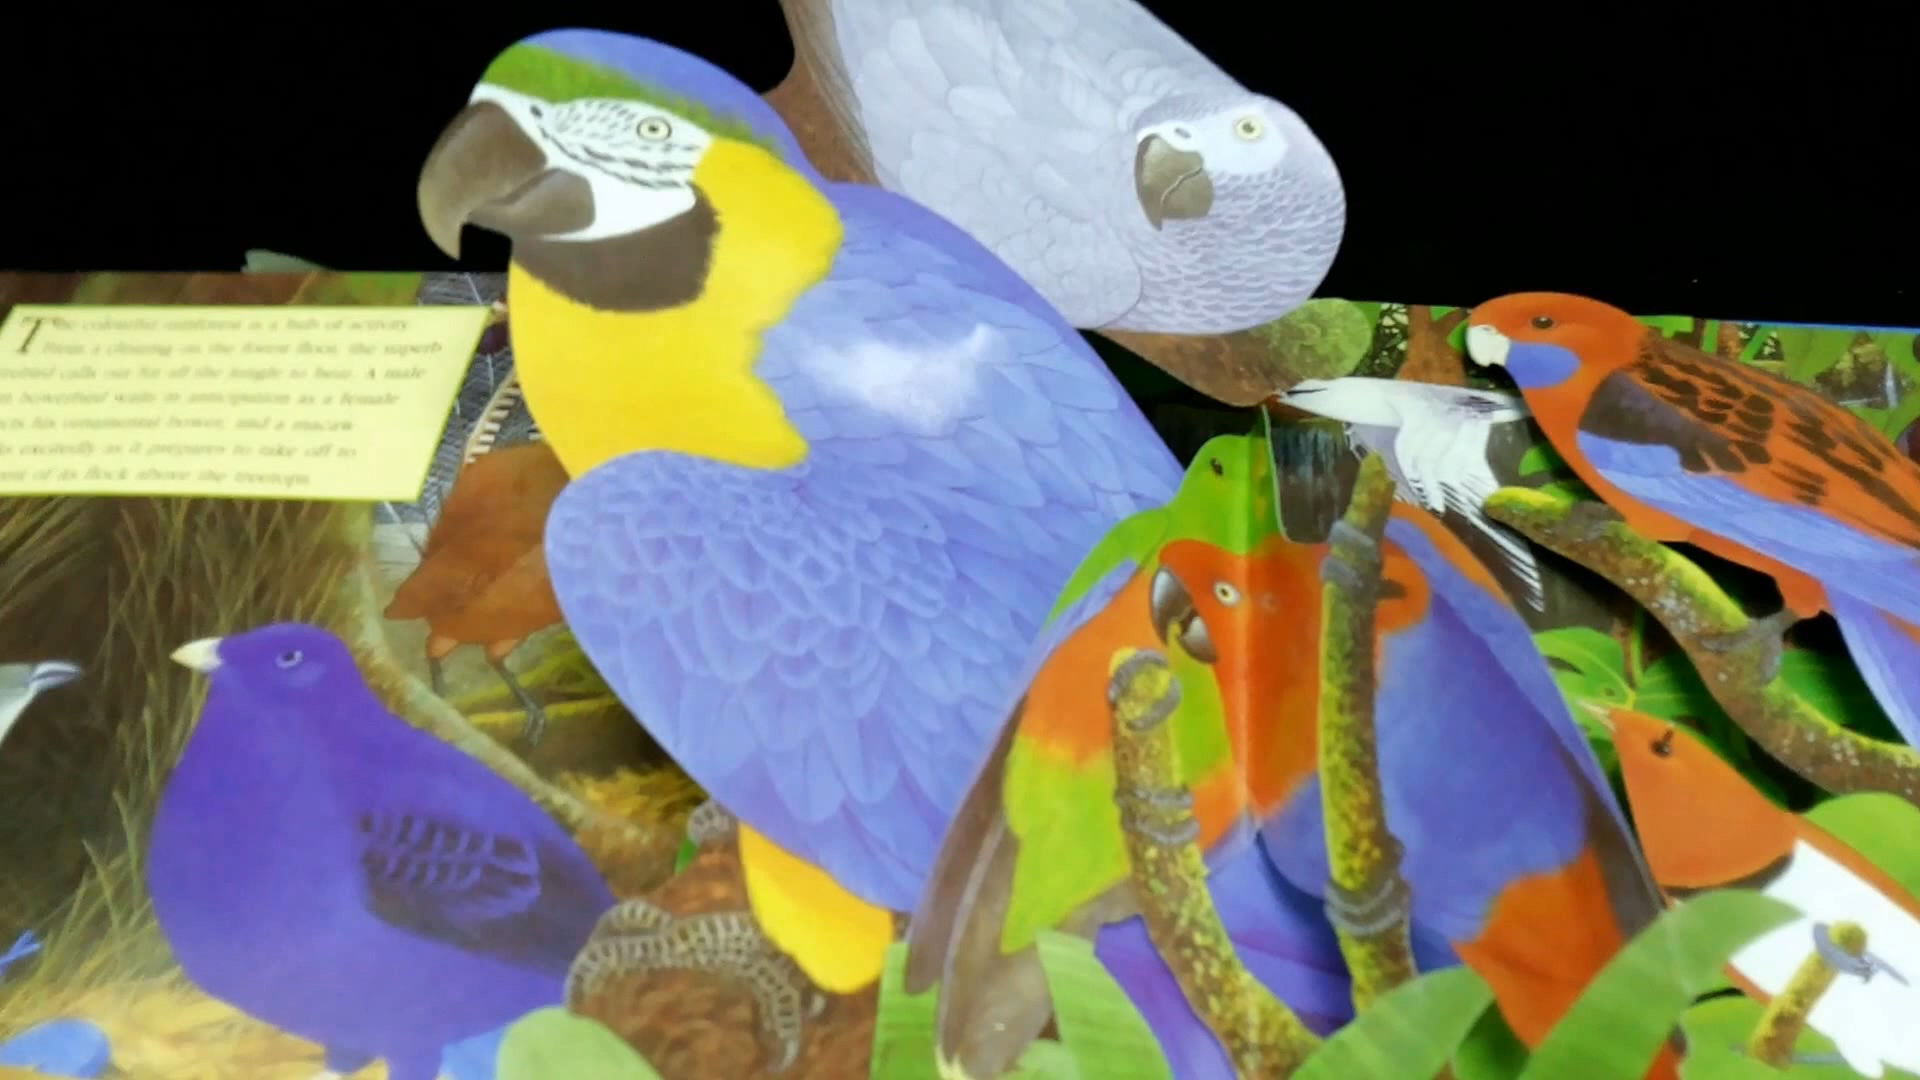 The colourful rainforest is a hub of activity.
From a clearing on the forest floor, the superb
calls out for all the jungle to hear. A male
bowerbird waits in anticipation as a female
his ornamental bower, and a macaw
excitedly as it prepares to take off to
of its flock above the treetops.